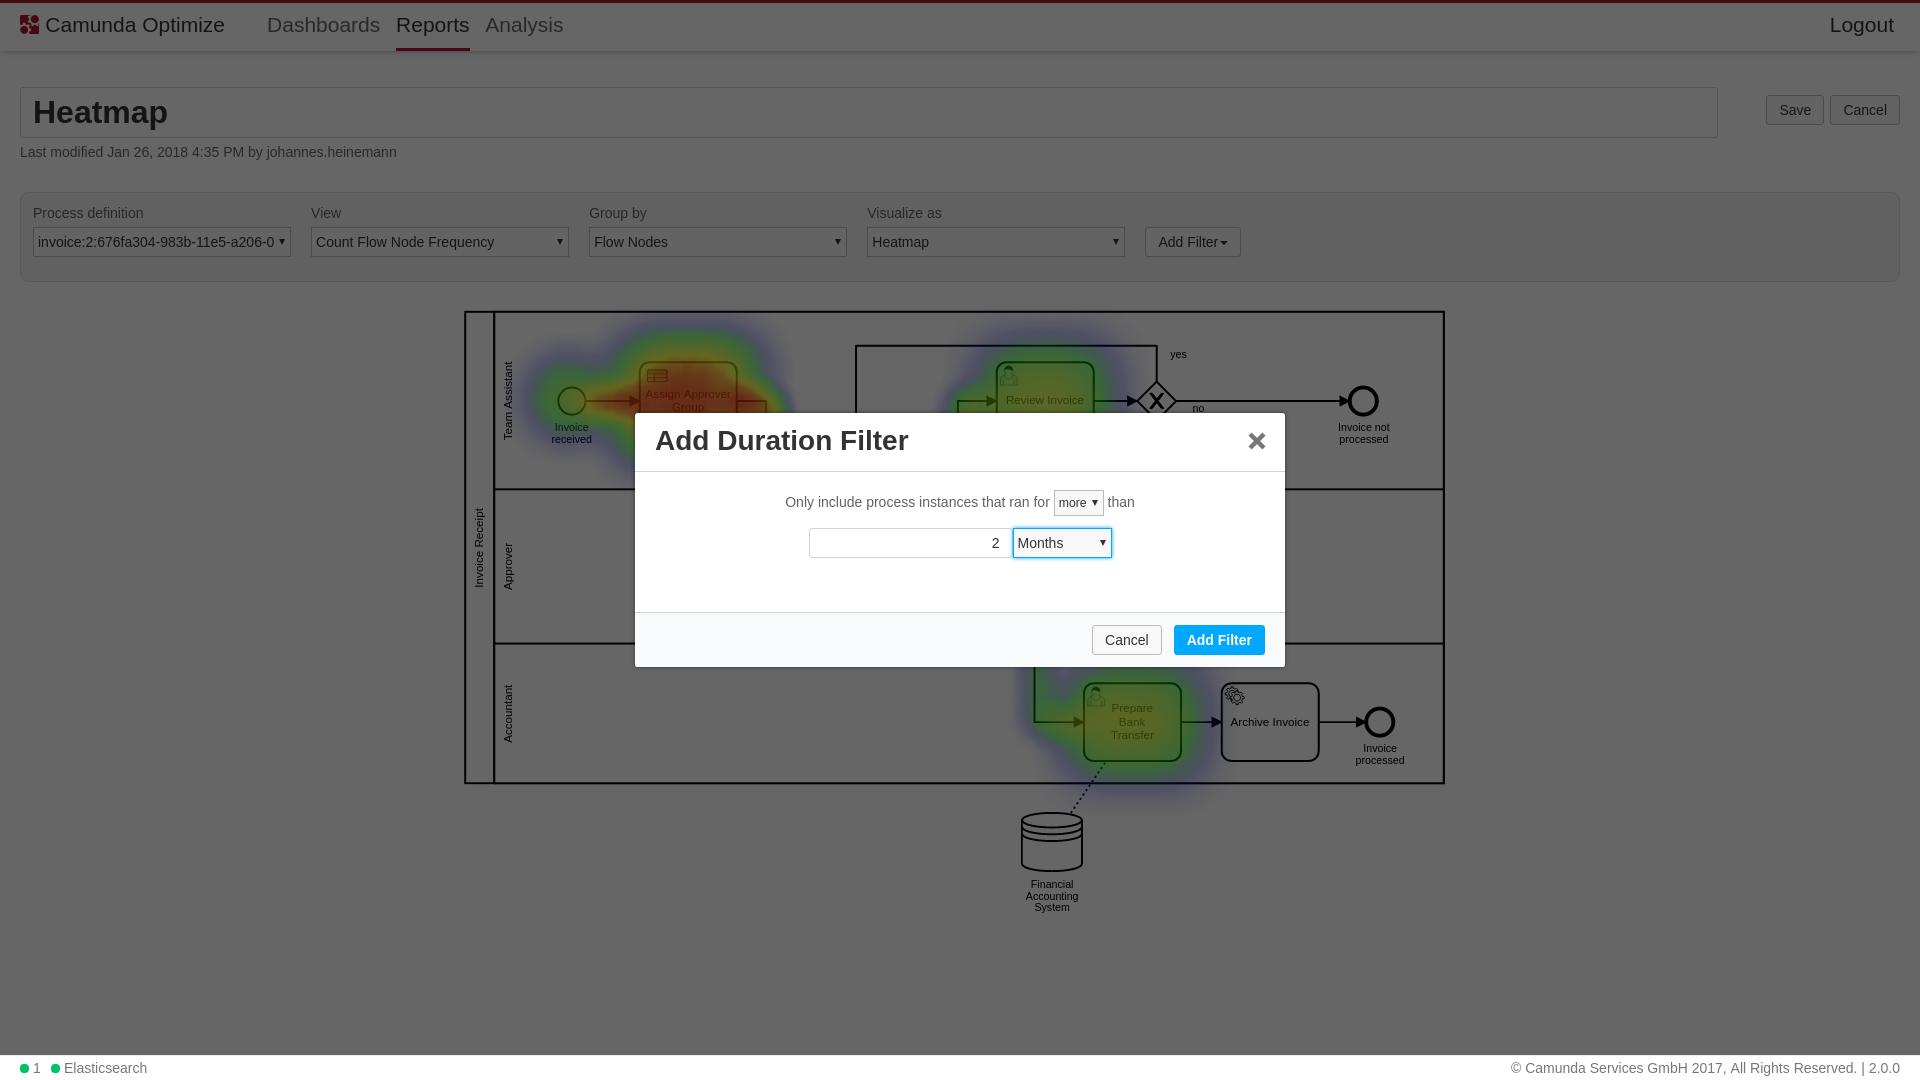 Camunda Optimize Dashboards Reports Analysis Logout
Heatmap
Save Cancel
Last modified Jan 26, 2018 4:35 PM by johannes.heinemann
Process definition View Group by Visualize as
invoice:2:676fa304-983b-11e5-a206-0 Count Flow Node Frequency Flow Nodes Heatmap Add Filter
Invoice Receipt
Team Assistant
Approver
Accountant
Invoice
received
Assign Approver
Group
Review Invoice
yes
no
Invoice not
processed
Add Duration Filter
Only include process instances that ran for more than
2 Months
Cancel Add Filter
Prepare
Bank
Transfer
Archive Invoice
Invoice
processed
Financial
Accounting
System
1 Elasticsearch
© Camunda Services GmbH 2017, All Rights Reserved. | 2.0.0